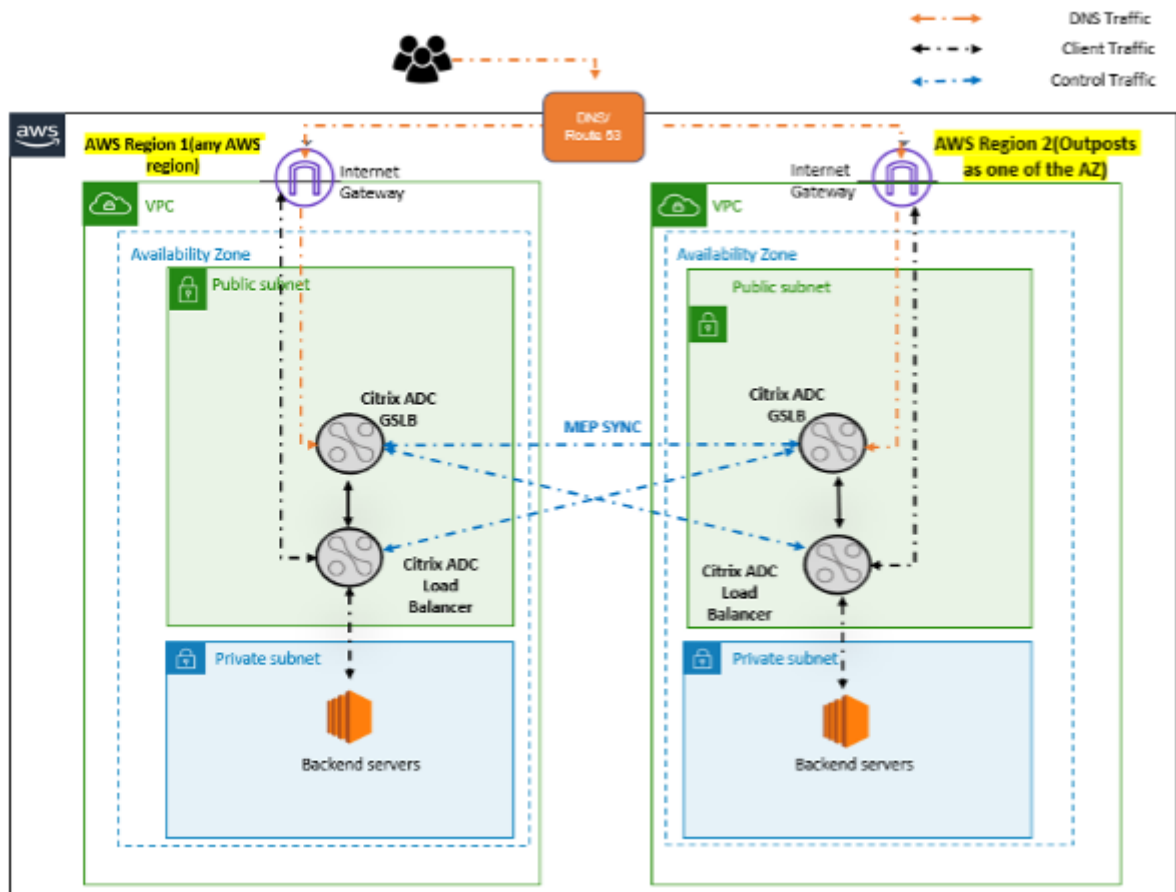 DNS Traffic
Client Traffic
Control Traffic
aws
DNS/
Route 53
AWS Region 1(any AWS
region)
Internet
Gateway
VPC
Availability Zone
Public subnet
Citrix ADC
GSLB
Citrix ADC
Load
Balancer
Private subnet
Backend servers
MEP SYNC
AWS Region 2(Outposts
as one of the AZ)
Internet
Gateway
VPC
Availability Zone
Public subnet
Citrix ADC
GSLB
Citrix ADC
Load
Balancer
Private subnet
Backend servers